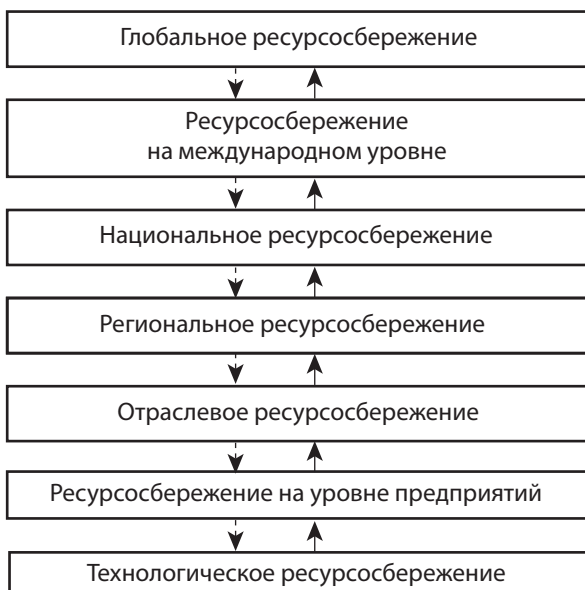 Глобальное ресурсосбережение
Ресурсосбережение
на международном уровне
Национальное ресурсосбережение
Региональное ресурсосбережение
Отраслевое ресурсосбережение
Ресурсосбережение на уровне предприятий
Технологическое ресурсосбережение